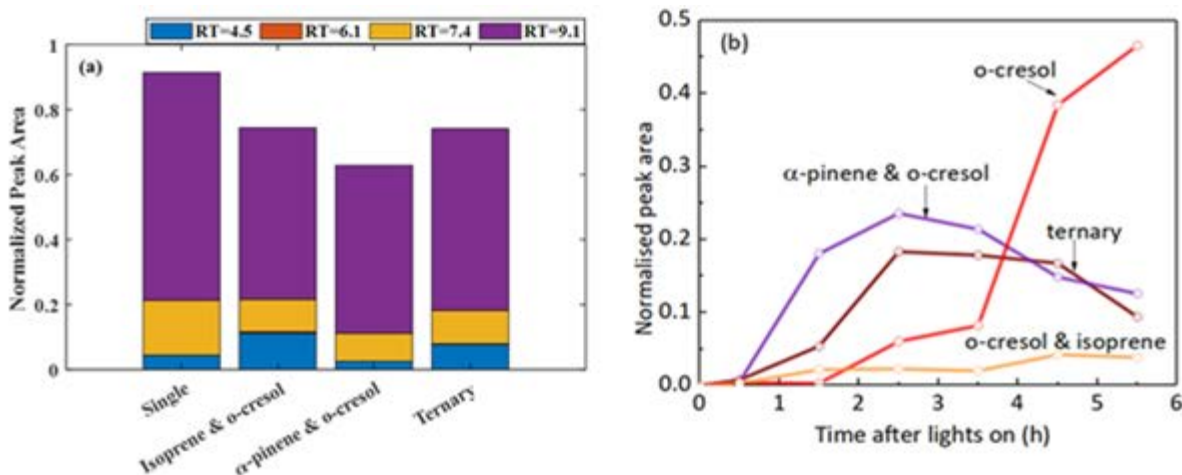 RT=4.5 RT=6.1 RT=7.4 RT=9.1
(a)
Normalized Peak Area
1
0.8
0.6
0.4
0.2
0
Single
Isoprene & o-cresol
α-pinene & o-cresol
Ternary
(b)
Normalised peak area
0.5
0.4
0.3
0.2
0.1
0.0
o-cresol
α-pinene & o-cresol
ternary
o-cresol & isoprene
0 1 2 3 4 5 6
Time after lights on (h)